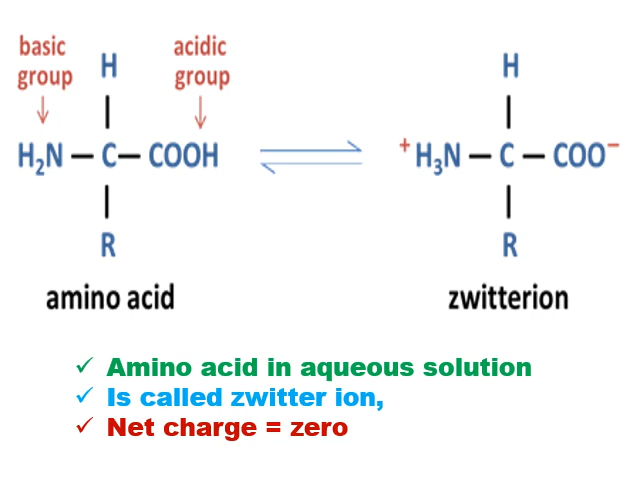 basic group
acidic group
H
H₂N — C — COOH
R
amino acid
H
⁺H₃N — C — COO⁻
R
zwitterion
✓ Amino acid in aqueous solution
✓ Is called zwitter ion,
✓ Net charge = zero